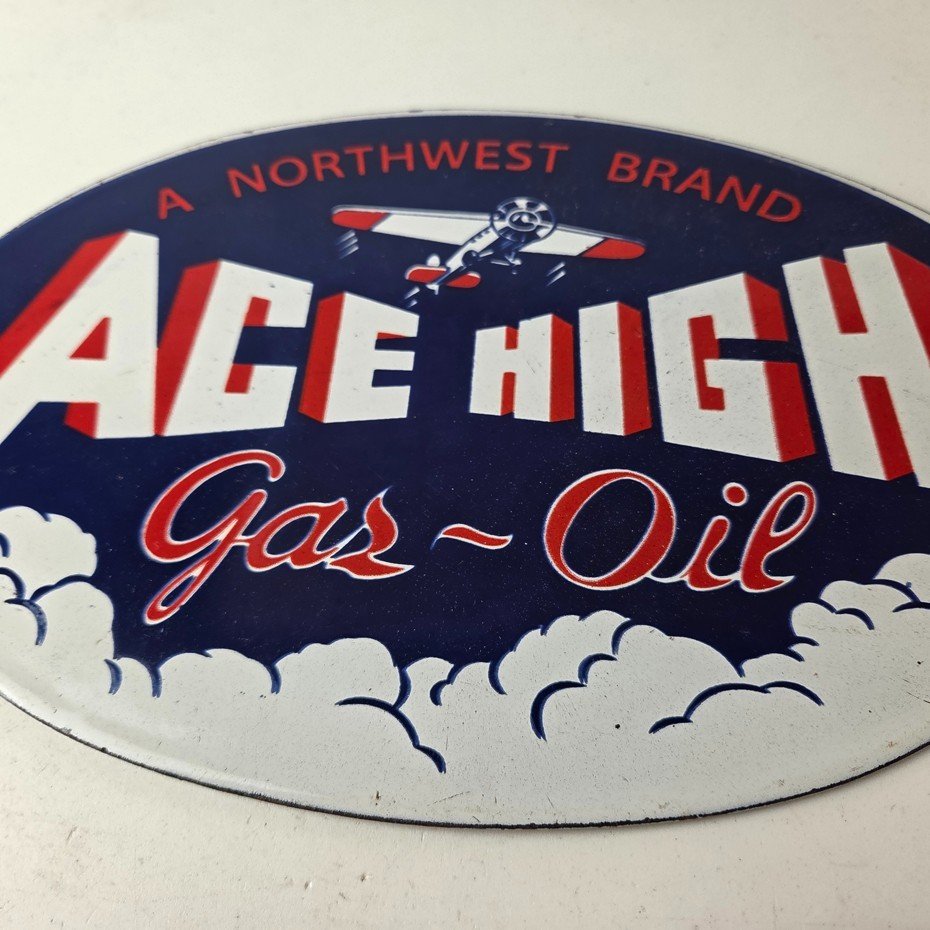 A NORTHWEST BRAND
ACE HIGH
Gas ~ Oil